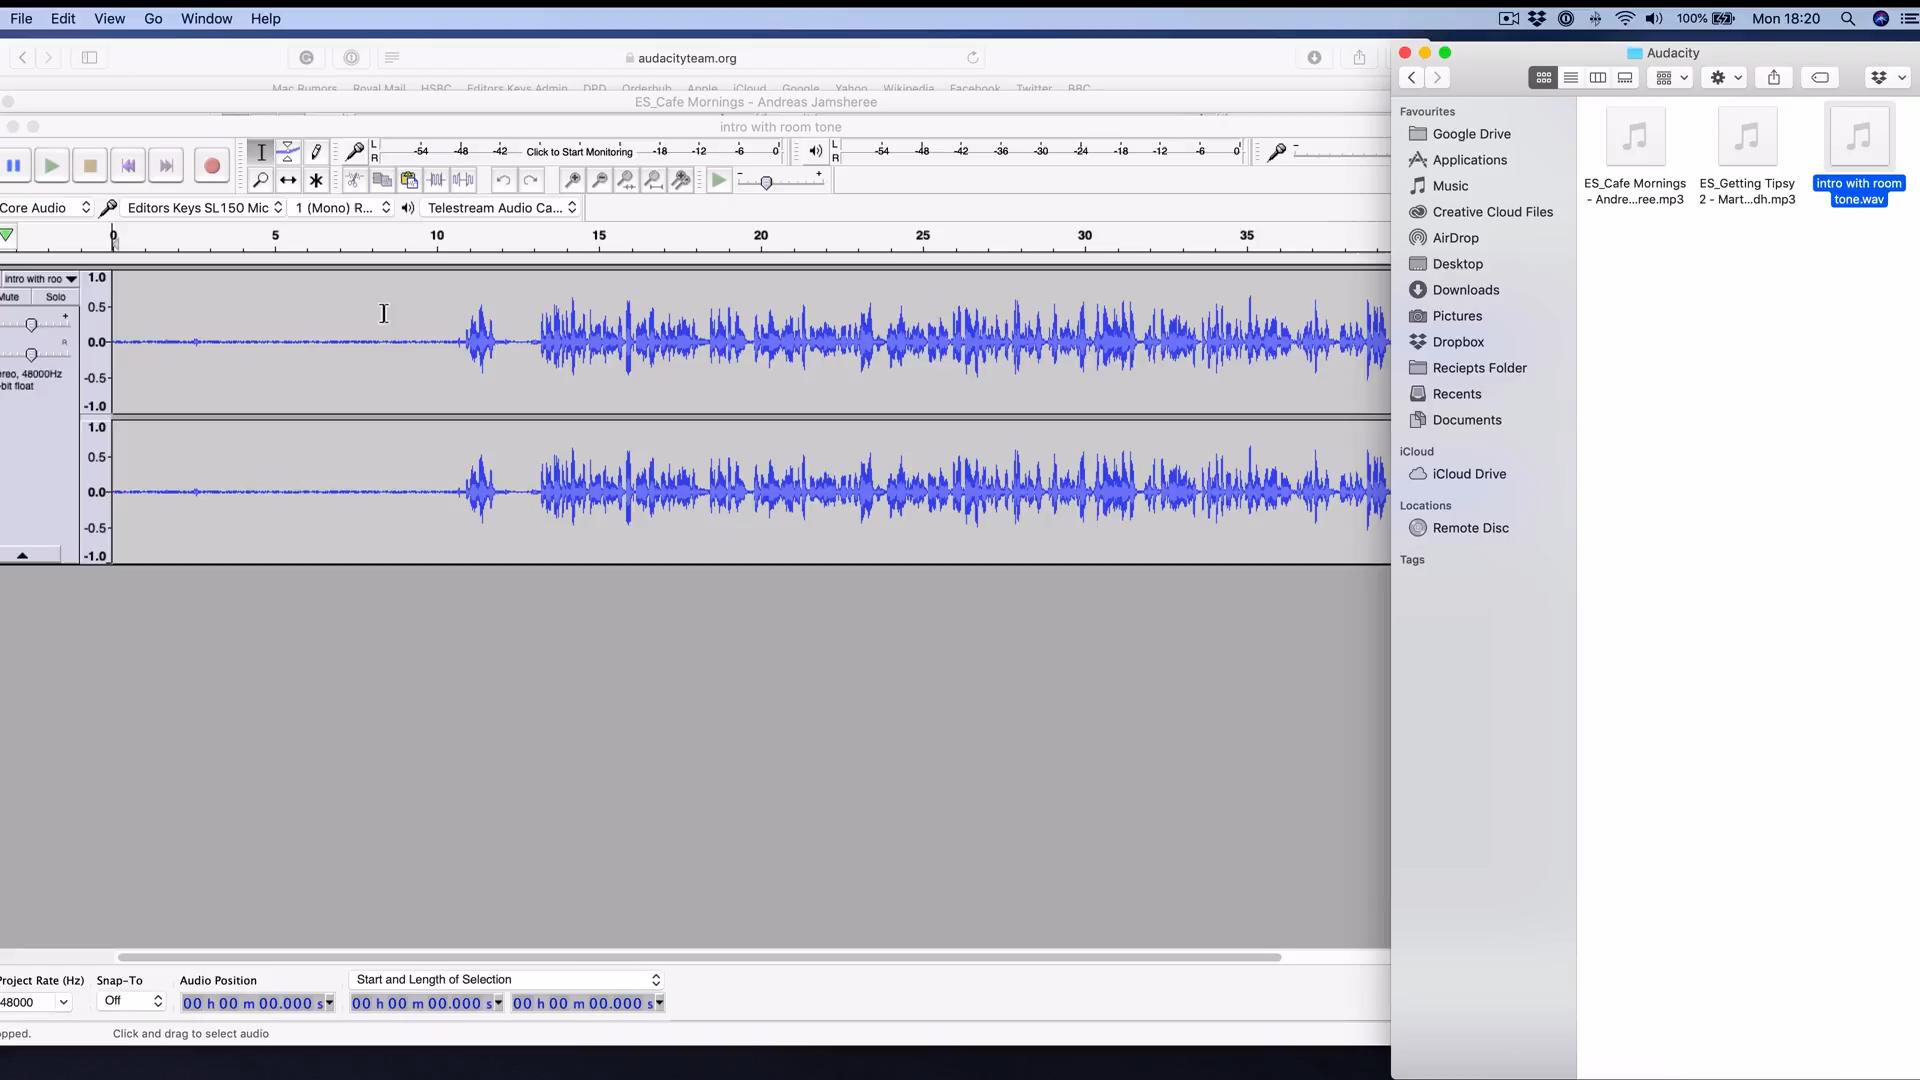 File Edit View Go Window Help 100% Mon 18:20
audacityteam.org
Mac Rumors Royal Mail HSBC Editors Keys Admin DPD Orderhub Apple iCloud Google Yahoo Wikipedia Facebook Twitter BBC
ES_Cafe Mornings - Andreas Jamsheree
intro with room tone
L
R
-54 -48 -42 Click to Start Monitoring -18 -12 -6 0
L
R
-54 -48 -42 -36 -30 -24 -18 -12 -6 0
Core Audio Editors Keys SL150 Mic 1 (Mono) R... Telestream Audio Ca...
0 5 10 15 20 25 30 35
intro with roo
Mute Solo
R
ereo, 48000Hz
-bit float
1.0
0.5
0.0
-0.5
-1.0
1.0
0.5
0.0
-0.5
-1.0
Project Rate (Hz) Snap-To Audio Position Start and Length of Selection
48000 Off 00 h 00 m 00.000 s 00 h 00 m 00.000 s 00 h 00 m 00.000 s
opped. Click and drag to select audio
Audacity
Favourites
Google Drive
Applications
Music
Creative Cloud Files
AirDrop
Desktop
Downloads
Pictures
Dropbox
Reciepts Folder
Recents
Documents
iCloud
iCloud Drive
Locations
Remote Disc
Tags
ES_Cafe Mornings
- Andre...ree.mp3
ES_Getting Tipsy
2 - Mart...dh.mp3
intro with room
tone.wav